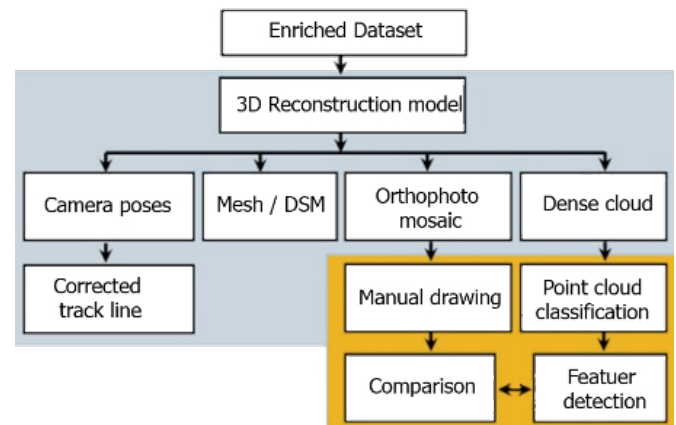 Enriched Dataset
3D Reconstruction model
Camera poses
Mesh / DSM
Orthophoto
mosaic
Dense cloud
Corrected
track line
Manual drawing
Point cloud
classification
Comparison
Featuer
detection